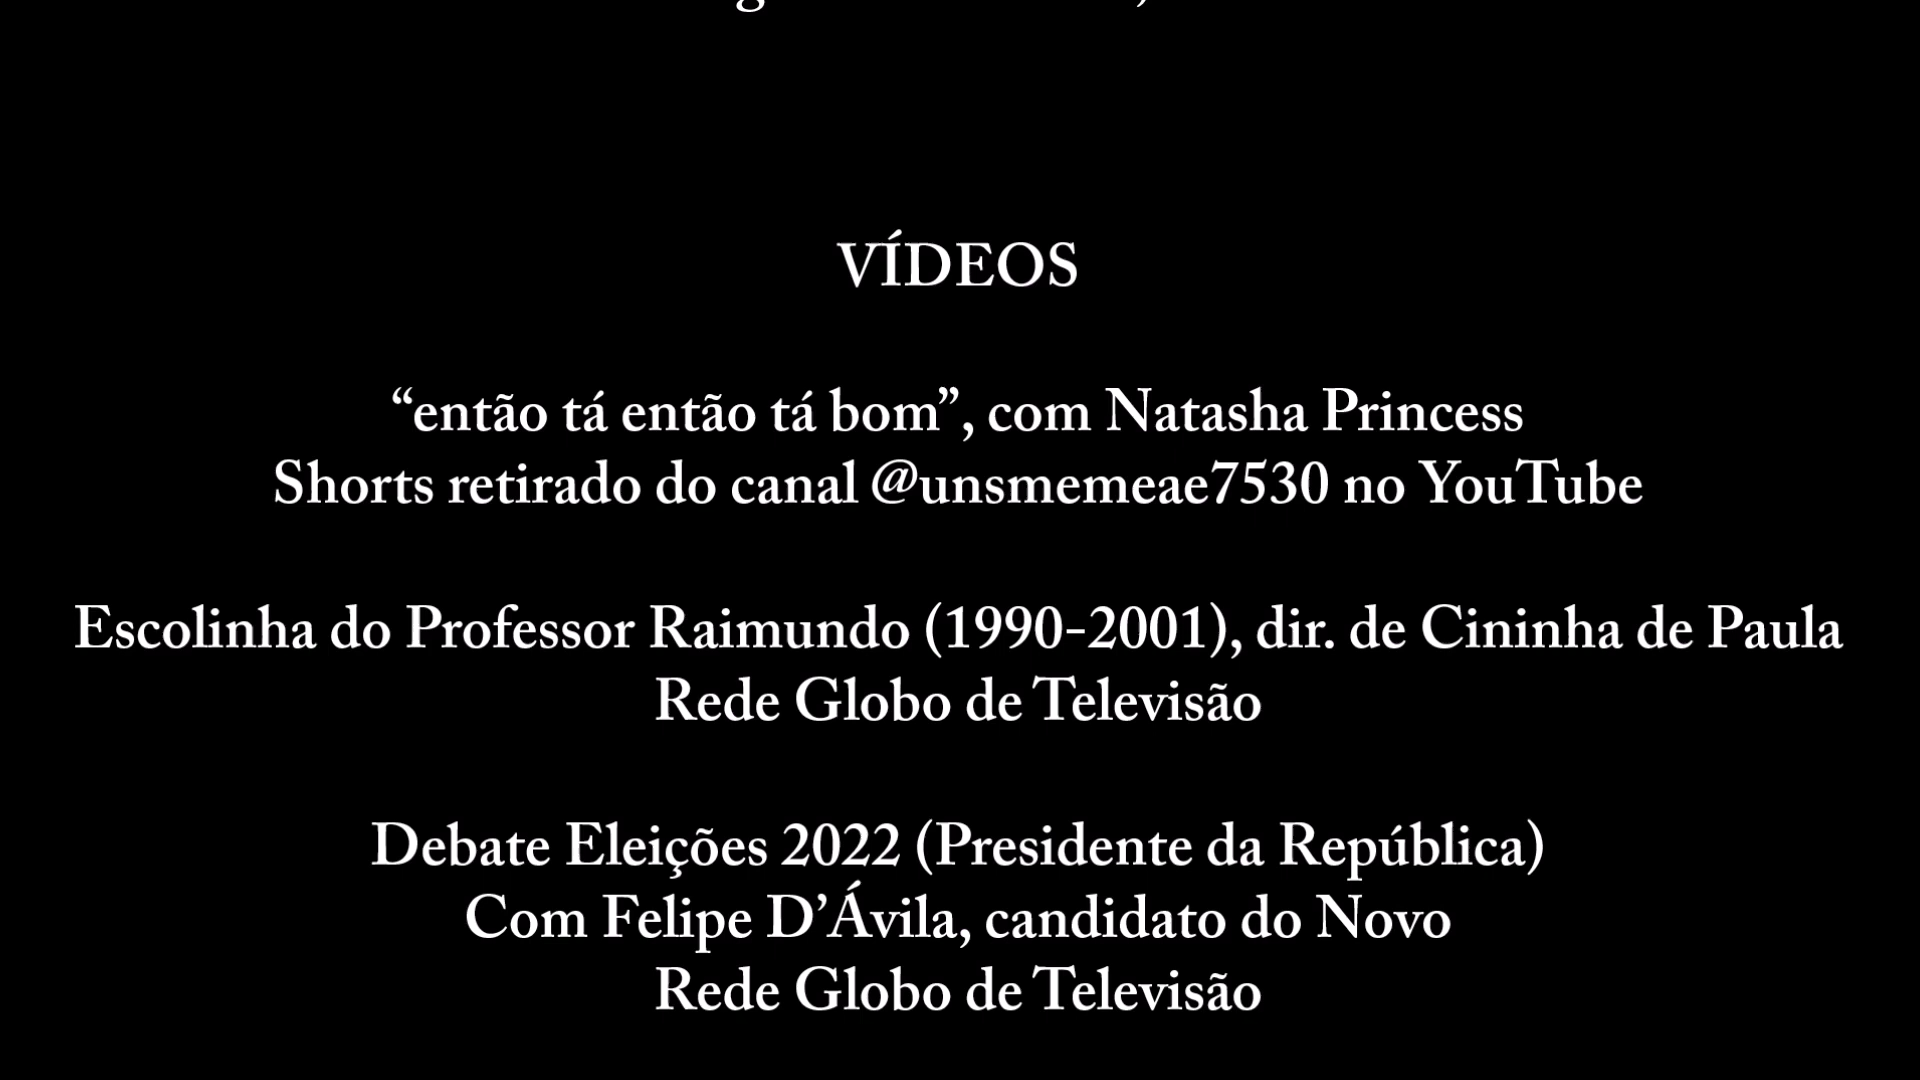 VÍDEOS
“então tá então tá bom”, com Natasha Princess
Shorts retirado do canal @unsmemeae7530 no YouTube
Escolinha do Professor Raimundo (1990-2001), dir. de Cininha de Paula
Rede Globo de Televisão
Debate Eleições 2022 (Presidente da República)
Com Felipe D’Ávila, candidato do Novo
Rede Globo de Televisão